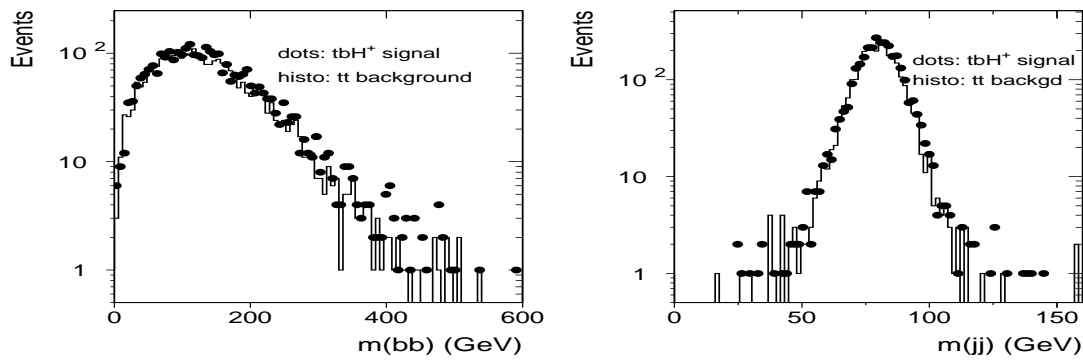 Events
10²
10
1
dots: tbH⁺ signal
histo: tt background
0 200 400 600
m(bb) (GeV)
Events
10²
10
1
dots: tbH⁺ signal
histo: tt backgd
0 50 100 150
m(jj) (GeV)